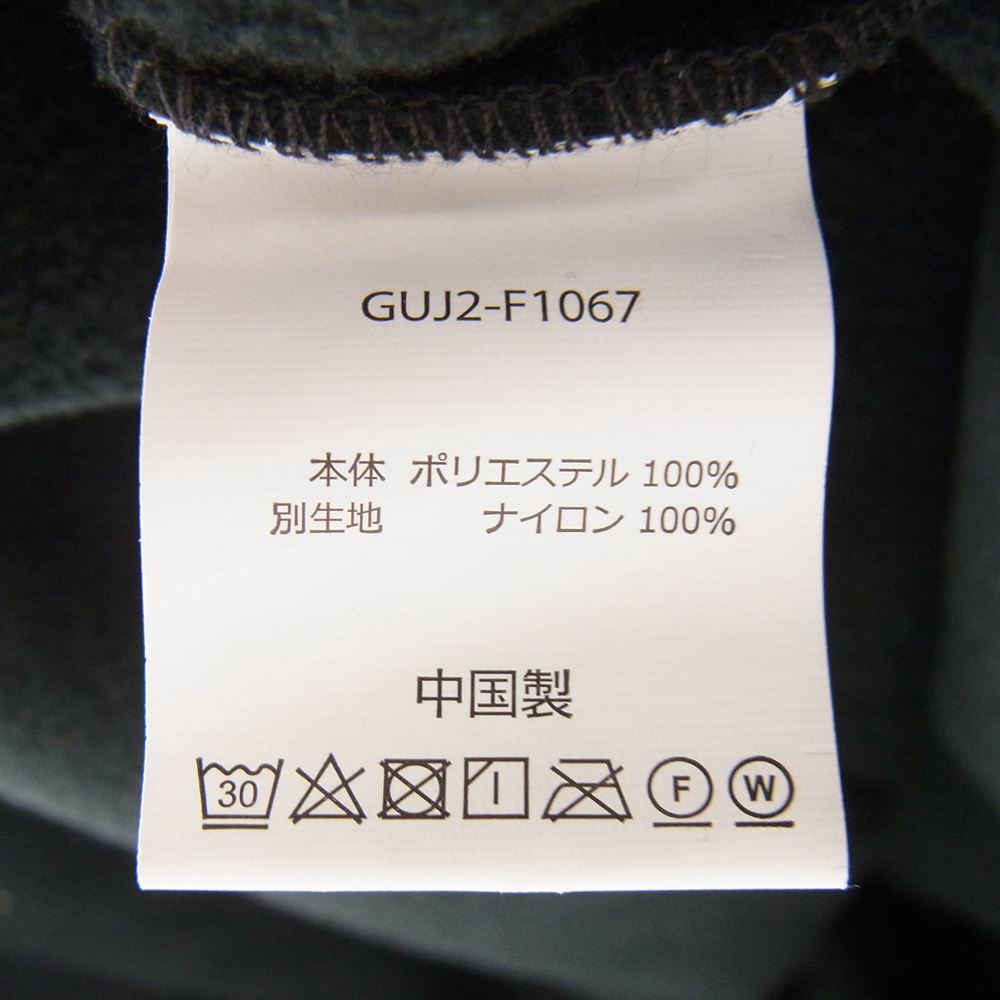 GUJ2-F1067
本体 ポリエステル 100%
別生地 ナイロン 100%
中国製
30 F W